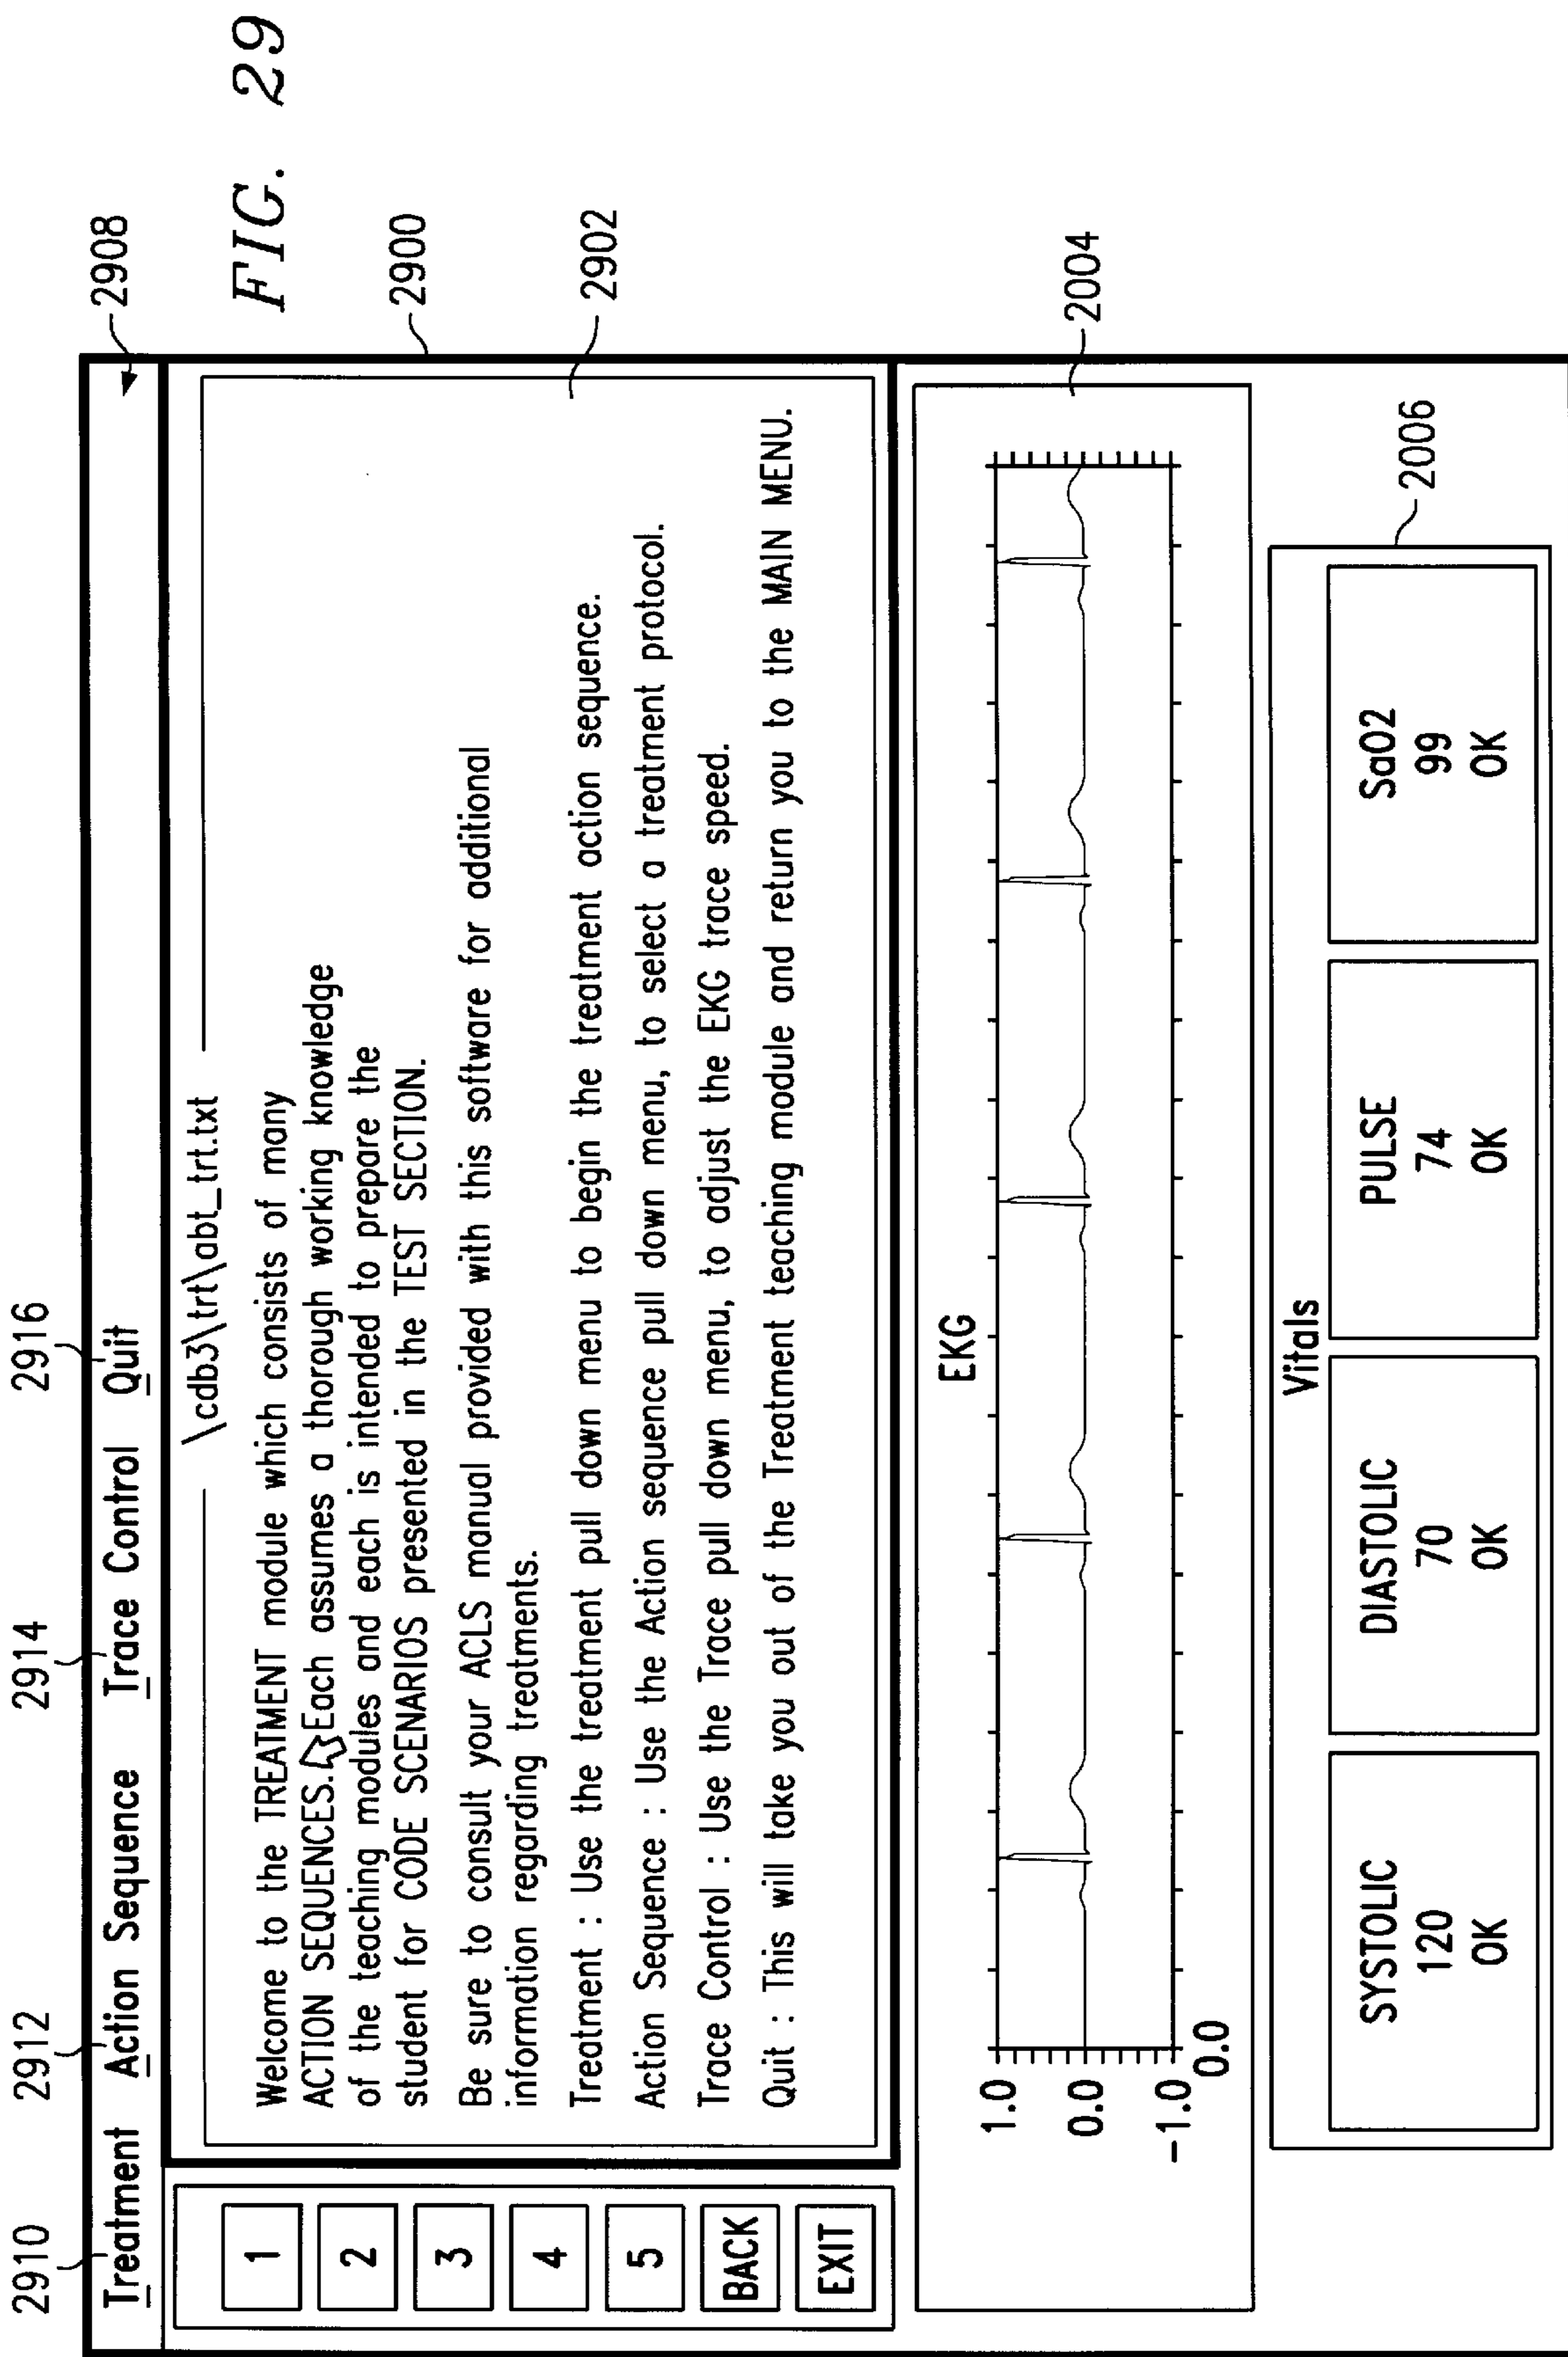 FIG. 29
2910
2912
2914
2916
2908
Treatment Action Sequence Trace Control Quit
2900
\cdb3\trt\abt_trt.txt
2902
1
2
3
4
5
BACK
EXIT
Welcome to the TREATMENT module which consists of many
ACTION SEQUENCES. Each assumes a thorough working knowledge
of the teaching modules and each is intended to prepare the
student for CODE SCENARIOS presented in the TEST SECTION.
Be sure to consult your ACLS manual provided with this software for additional
information regarding treatments.
Treatment : Use the treatment pull down menu to begin the treatment action sequence.
Action Sequence : Use the Action sequence pull down menu, to select a treatment protocol.
Trace Control : Use the Trace pull down menu, to adjust the EKG trace speed.
Quit : This will take you out of the Treatment teaching module and return you to the MAIN MENU.
2004
EKG
1.0
0.0
-1.0
0.0
2006
Vitals
SYSTOLIC
120
OK
DIASTOLIC
70
OK
PULSE
74
OK
SaO2
99
OK